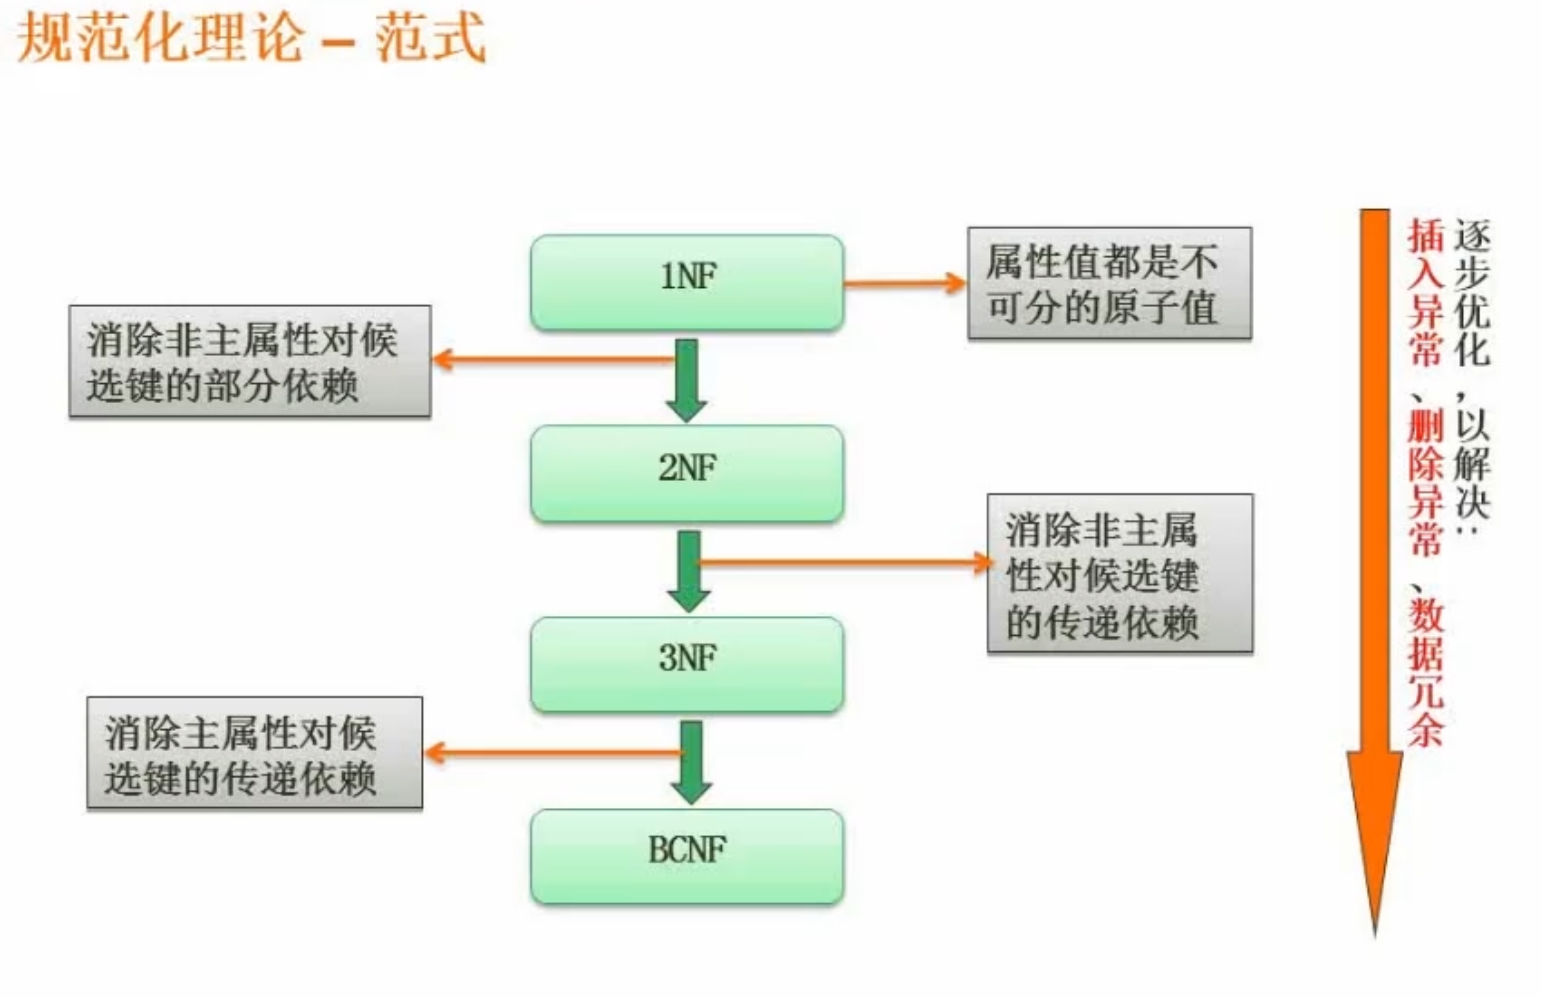 规范化理论 – 范式
1NF
属性值都是不
可分的原子值
消除非主属性对候
选键的部分依赖
2NF
消除非主属
性对候选键
的传递依赖
3NF
消除主属性对候
选键的传递依赖
BCNF
逐步优化，以解决：
插入异常、删除异常、数据冗余